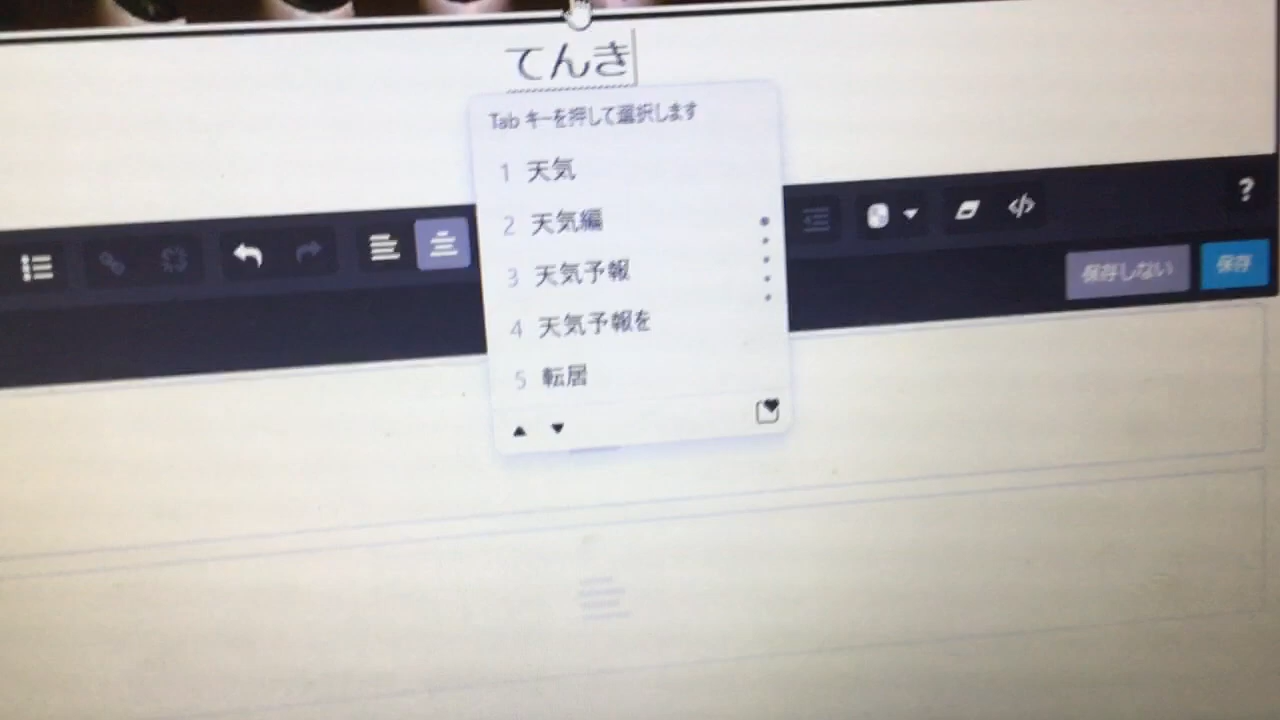 てんき
Tab キーを押して選択します
1 天気
2 天気編
3 天気予報
4 天気予報を
5 転居
?
保存しない
保存